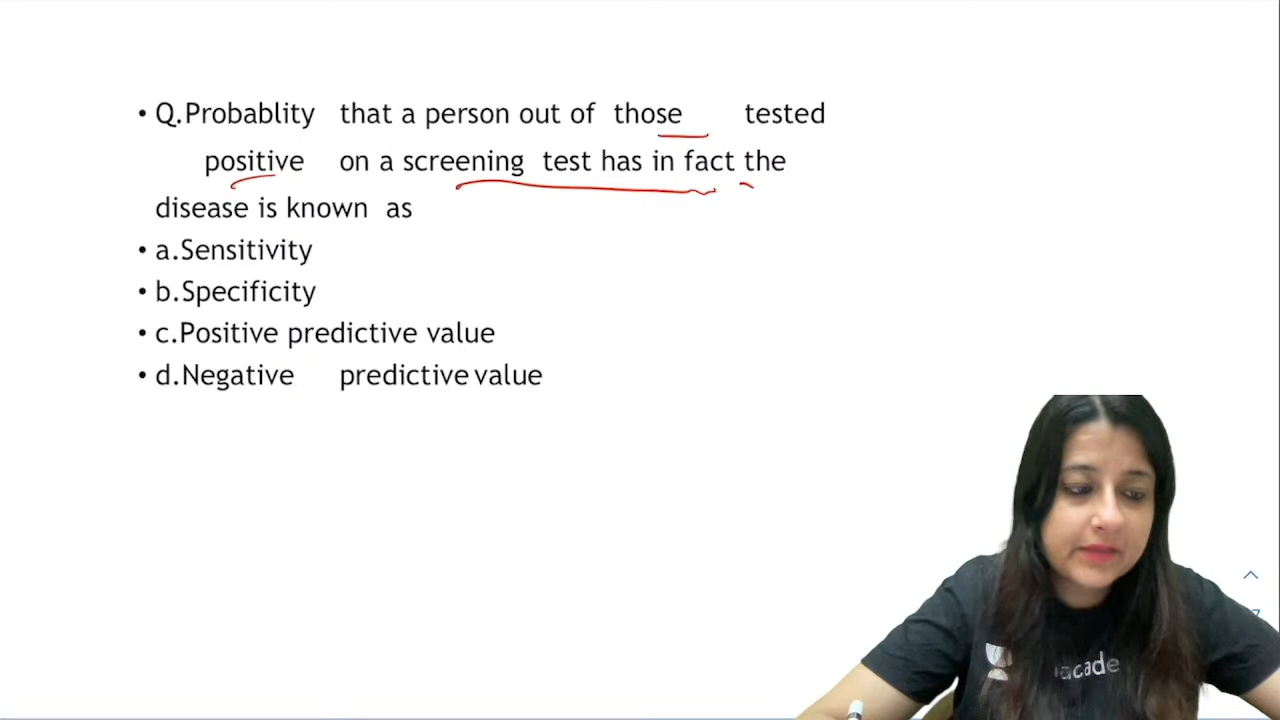 • Q.Probablity that a person out of those tested
positive on a screening test has in fact the
disease is known as
• a.Sensitivity
• b.Specificity
• c.Positive predictive value
• d.Negative predictive value